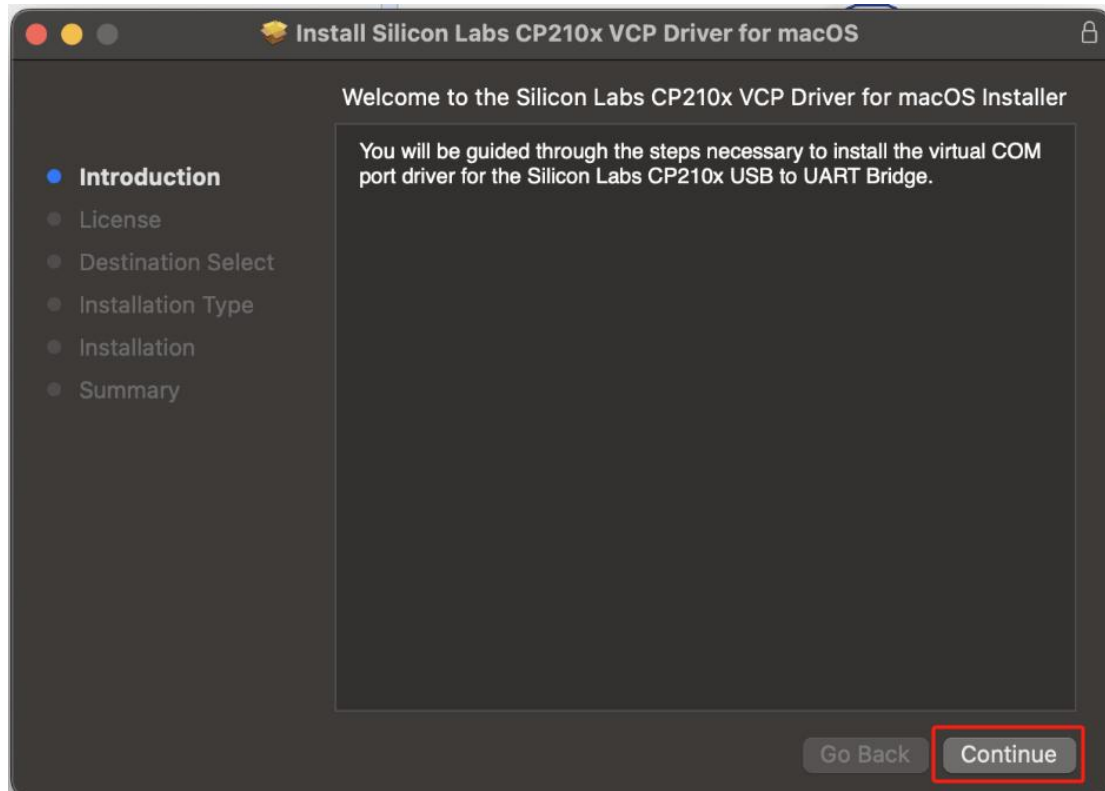 Install Silicon Labs CP210x VCP Driver for macOS
Welcome to the Silicon Labs CP210x VCP Driver for macOS Installer
Introduction
License
Destination Select
Installation Type
Installation
Summary
You will be guided through the steps necessary to install the virtual COM
port driver for the Silicon Labs CP210x USB to UART Bridge.
Go Back
Continue